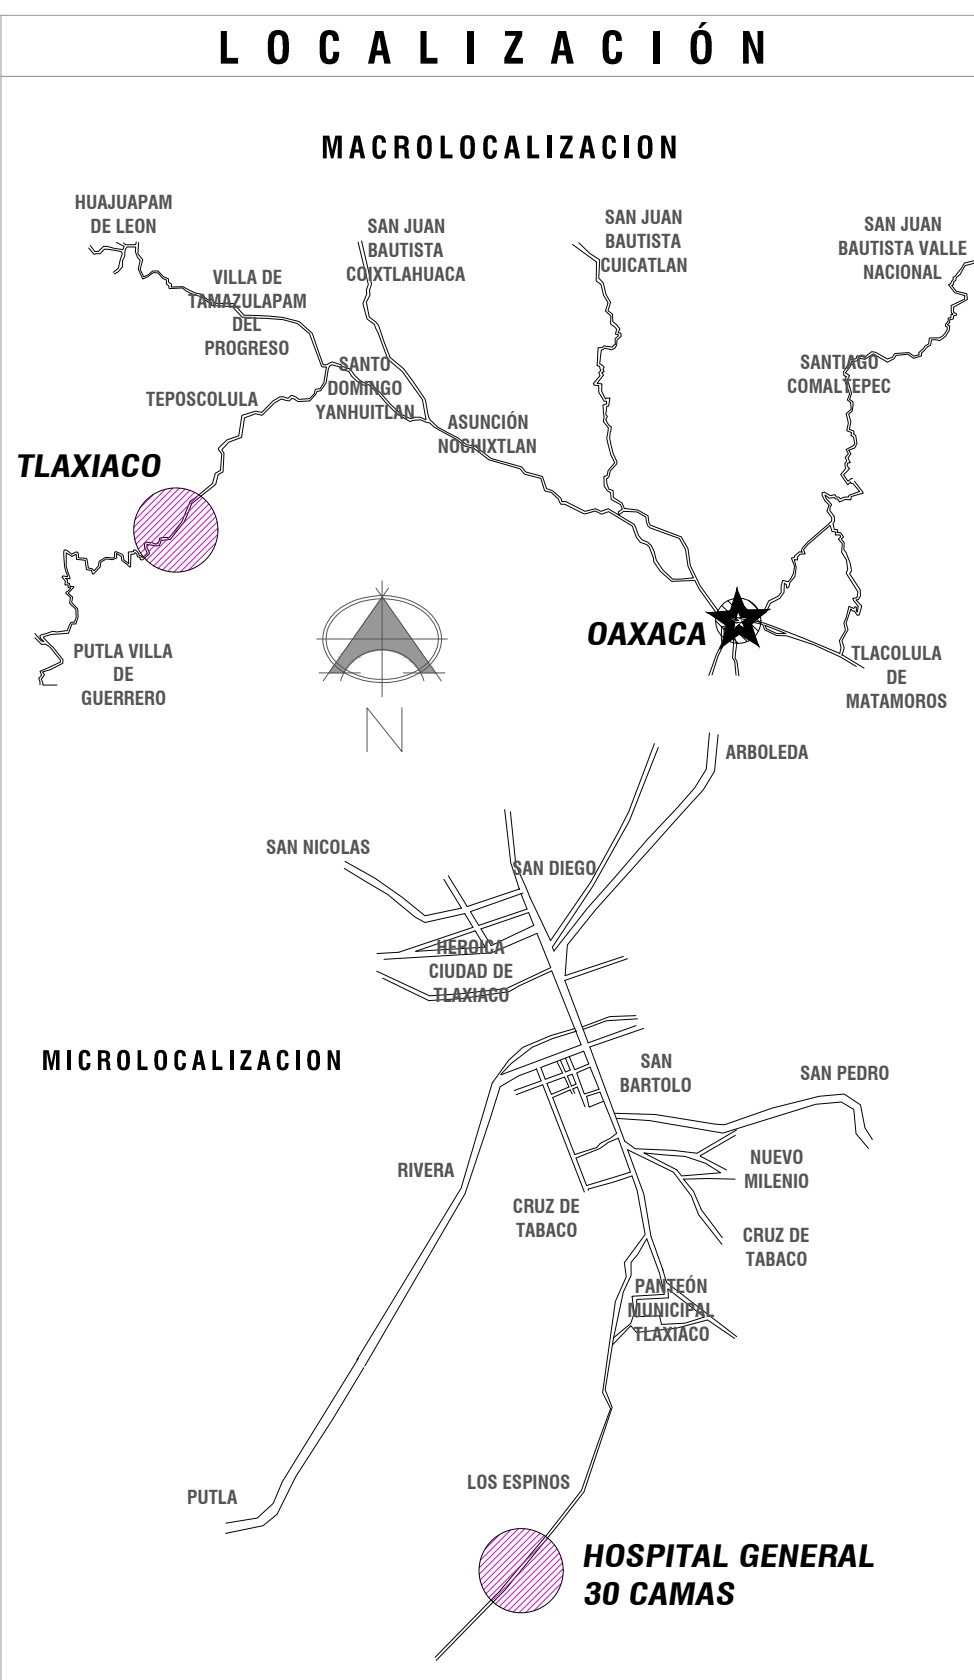 LOCALIZACIÓN
MACROLOCALIZACION
HUAJUAPAM
DE LEON
SAN JUAN
BAUTISTA
COIXTLAHUACA
SAN JUAN
BAUTISTA
CUICATLAN
SAN JUAN
BAUTISTA VALLE
NACIONAL
VILLA DE
TAMAZULAPAM
DEL
PROGRESO
SANTO
DOMINGO
YANHUITLAN
SANTIAGO
COMALTEPEC
TEPOSCOLULA
ASUNCIÓN
NOCHIXTLAN
TLAXIACO
OAXACA
PUTLA VILLA
DE
GUERRERO
TLACOLULA
DE
MATAMOROS
N
ARBOLEDA
SAN NICOLAS
SAN DIEGO
HEROICA
CIUDAD DE
TLAXIACO
MICROLOCALIZACION
SAN
BARTOLO
SAN PEDRO
RIVERA
NUEVO
MILENIO
CRUZ DE
TABACO
CRUZ DE
TABACO
PANTEÓN
MUNICIPAL
TLAXIACO
LOS ESPINOS
PUTLA
HOSPITAL GENERAL
30 CAMAS